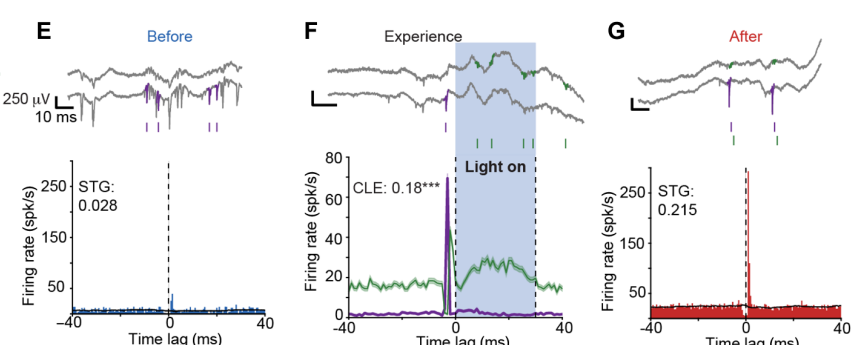 E
Before
250 μV
10 ms
STG:
0.028
Firing rate (spk/s)
250
150
50
−40
0
40
Time lag (ms)
F
Experience
Light on
CLE: 0.18***
Firing rate (spk/s)
80
60
40
20
0
-40
0
40
Time lag (ms)
G
After
STG:
0.215
Firing rate (spk/s)
250
150
50
−40
0
40
Time lag (ms)